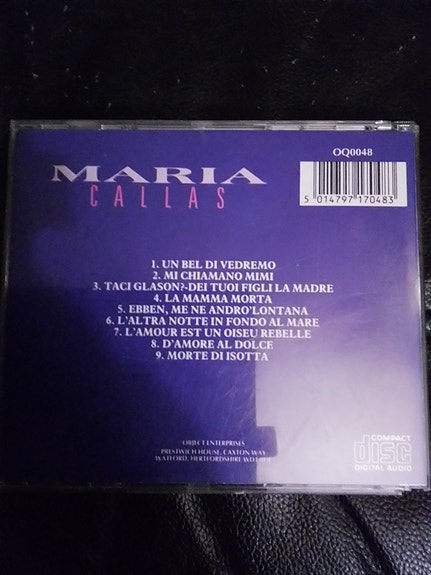 OQ0048
MARIA
CALLAS
5 014797 170483
1. UN BEL DI VEDREMO
2. MI CHIAMANO MIMI
3. TACI GLASON?-DEI TUOI FIGLI LA MADRE
4. LA MAMMA MORTA
5. EBBEN, ME NE ANDRO'LONTANA
6. L'ALTRA NOTTE IN FONDO AL MARE
7. L'AMOUR EST UN OISEU REBELLE
8. D'AMORE AL DOLCE
9. MORTE DI ISOTTA
OBJECT ENTERPRISES
PRESTWICH HOUSE, CAXTON WAY
WATFORD, HERTFORDSHIRE
COMPACT
disc
DIGITAL AUDIO